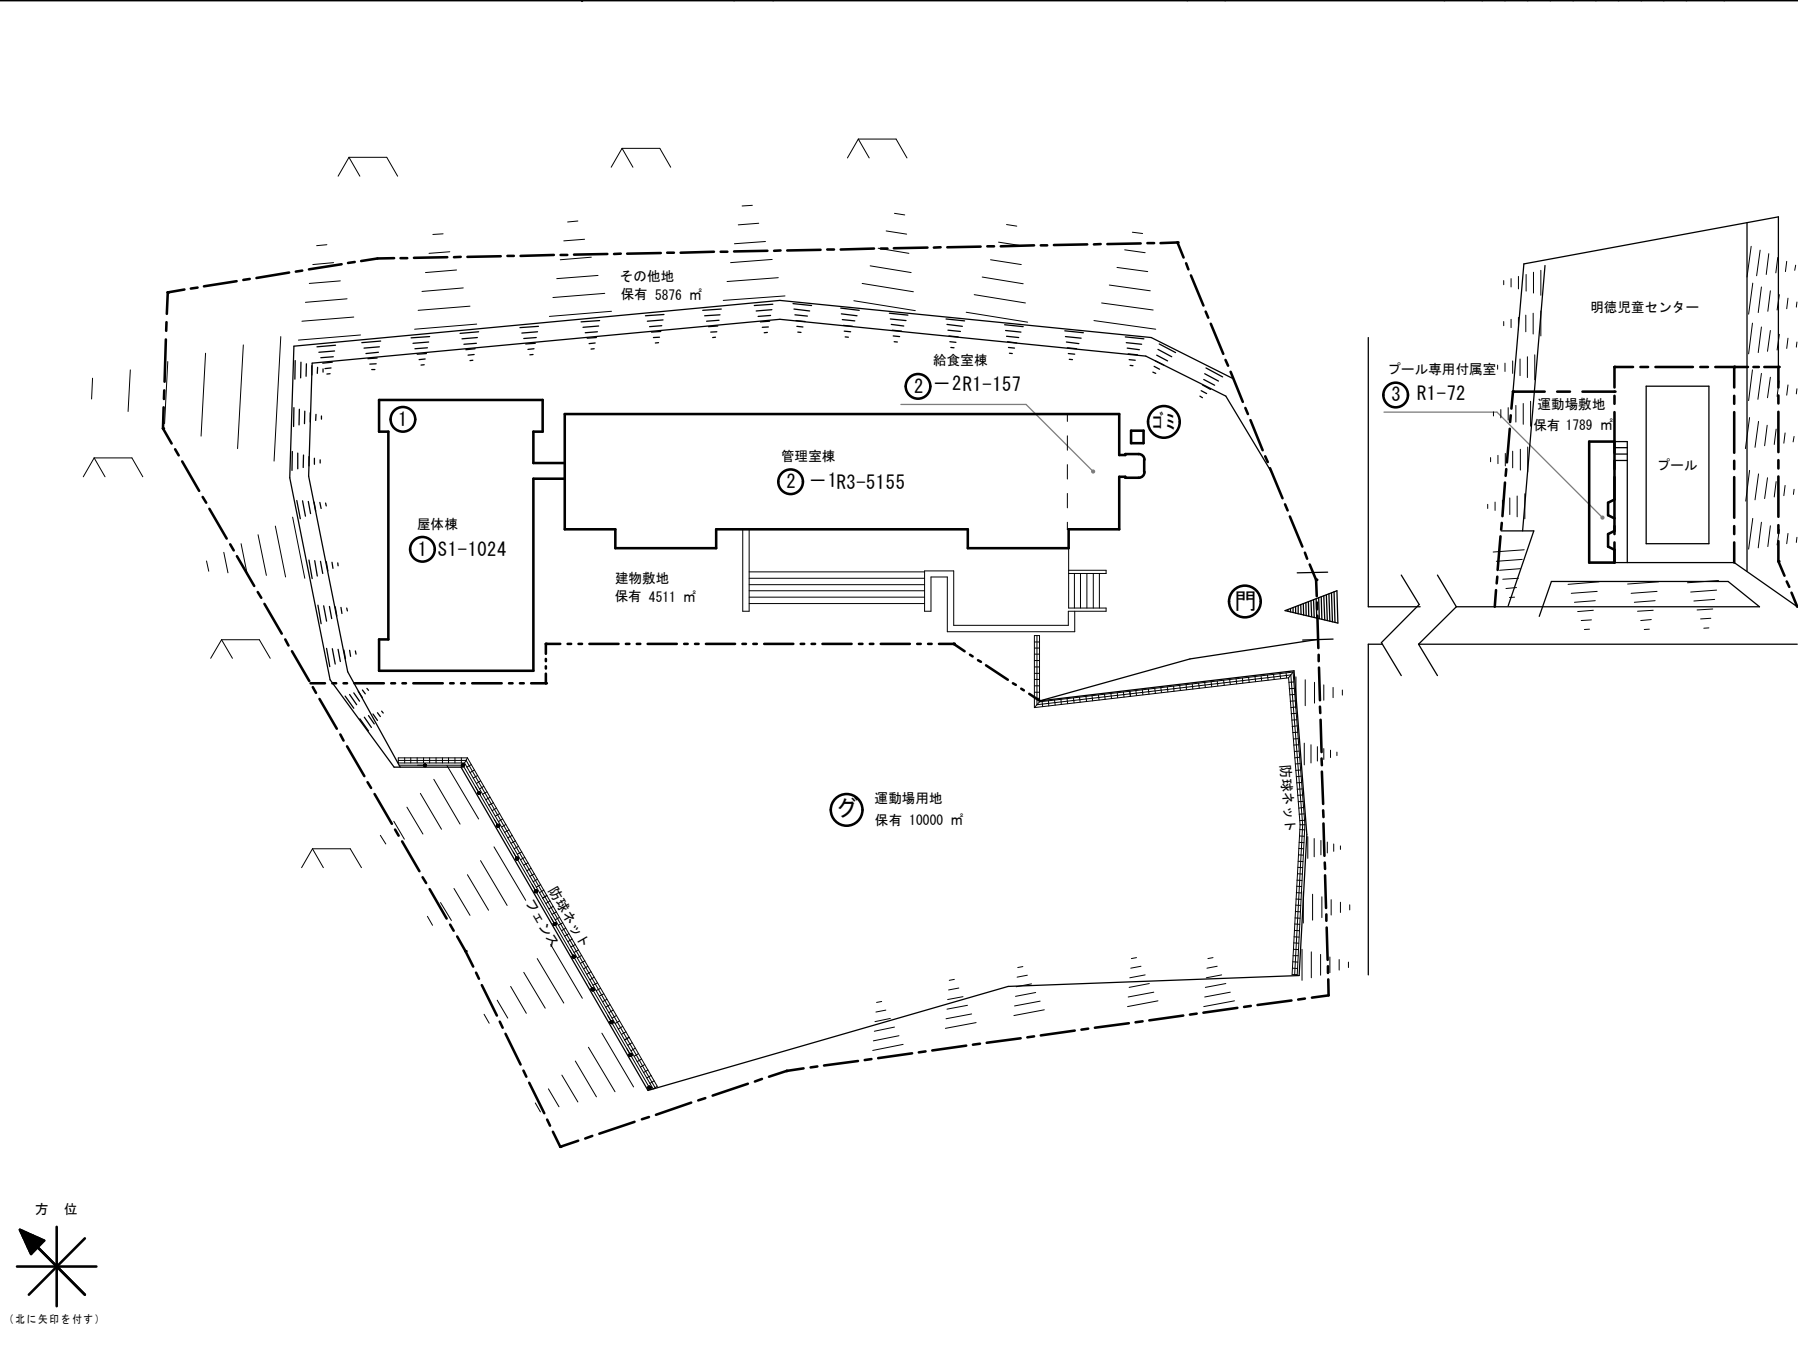 その他地
保有 5876 ㎡
明徳児童センター
給食室棟
②−2R1-157
プール専用付属室
③ R1-72
運動場敷地
保有 1789 ㎡
①
ゴミ
管理室棟
②−1R3-5155
プール
屋体棟
①S1-1024
建物敷地
保有 4511 ㎡
門
グ
運動場用地
保有 10000 ㎡
防球ネット
防球ネット
フェンス
方 位
(北に矢印を付す)